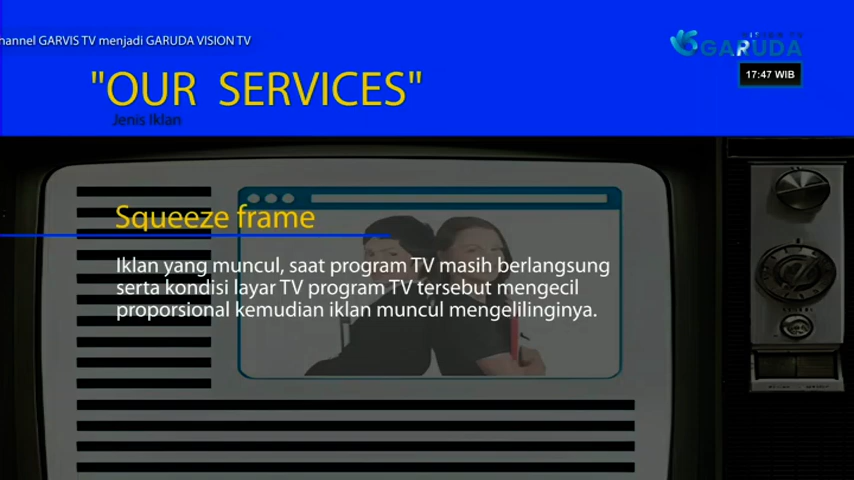 hannel GARVIS TV menjadi GARUDA VISION TV
GARUDA
17:47 WIB
"OUR SERVICES"
Jenis Iklan
Squeeze frame
Iklan yang muncul, saat program TV masih berlangsung
serta kondisi layar TV program TV tersebut mengecil
proporsional kemudian iklan muncul mengelilinginya.